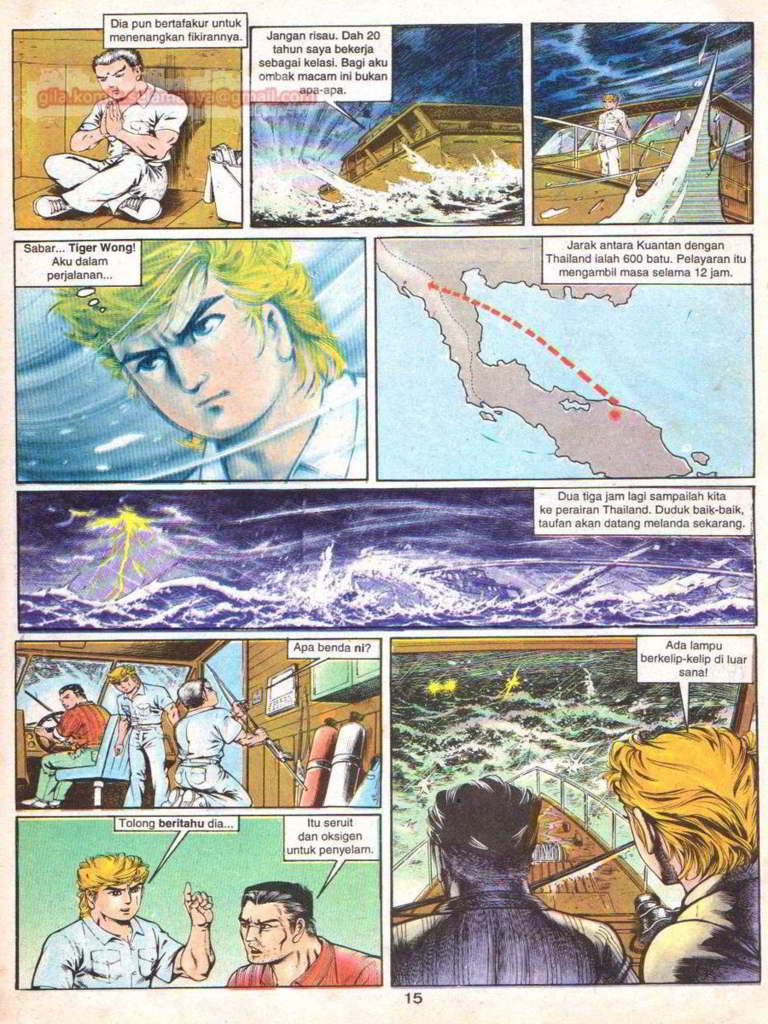 Dia pun bertafakur untuk
menenangkan fikirannya.
Jangan risau. Dah 20
tahun saya bekerja
sebagai kelasi. Bagi aku
ombak macam ini bukan
apa-apa.
Sabar... Tiger Wong!
Aku dalam
perjalanan...
Jarak antara Kuantan dengan
Thailand ialah 600 batu. Pelayaran itu
mengambil masa selama 12 jam.
Dua tiga jam lagi sampailah kita
ke perairan Thailand. Duduk baik-baik,
taufan akan datang melanda sekarang.
Apa benda ni?
Ada lampu
berkelip-kelip di luar
sana!
Tolong beritahu dia...
Itu seruit
dan oksigen
untuk penyelam.
15